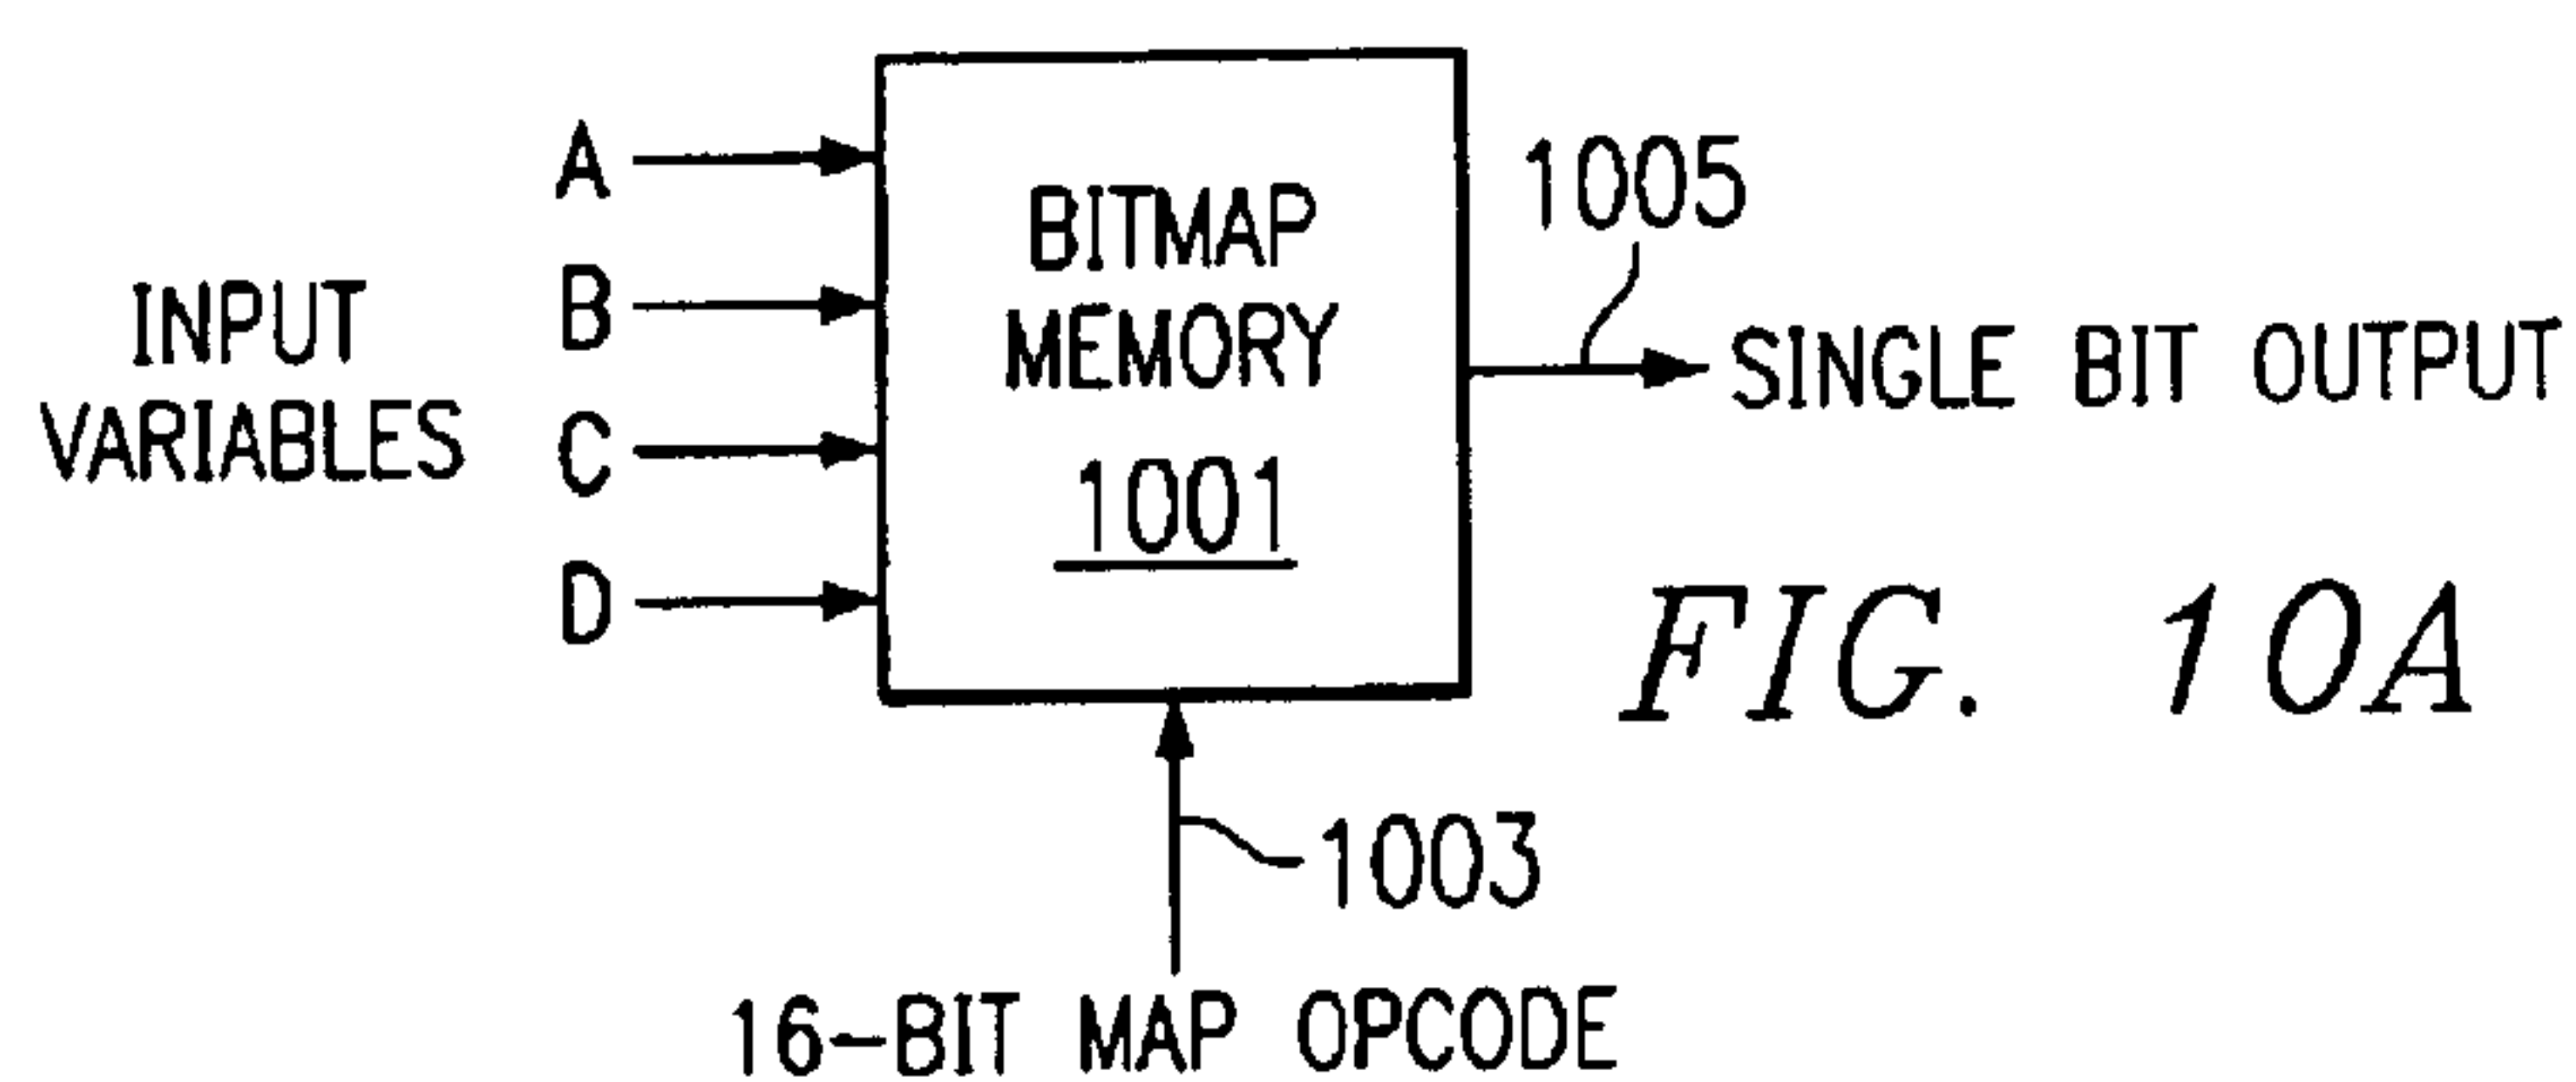 INPUT
VARIABLES
A
B
C
D
BITMAP
MEMORY
1001
1005
SINGLE BIT OUTPUT
1003
16-BIT MAP OPCODE
FIG. 10A